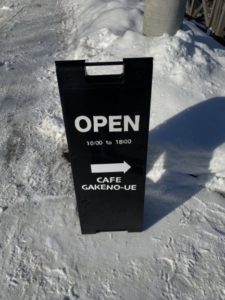 OPEN
10:00 to 18:00
CAFE
GAKENO-UE